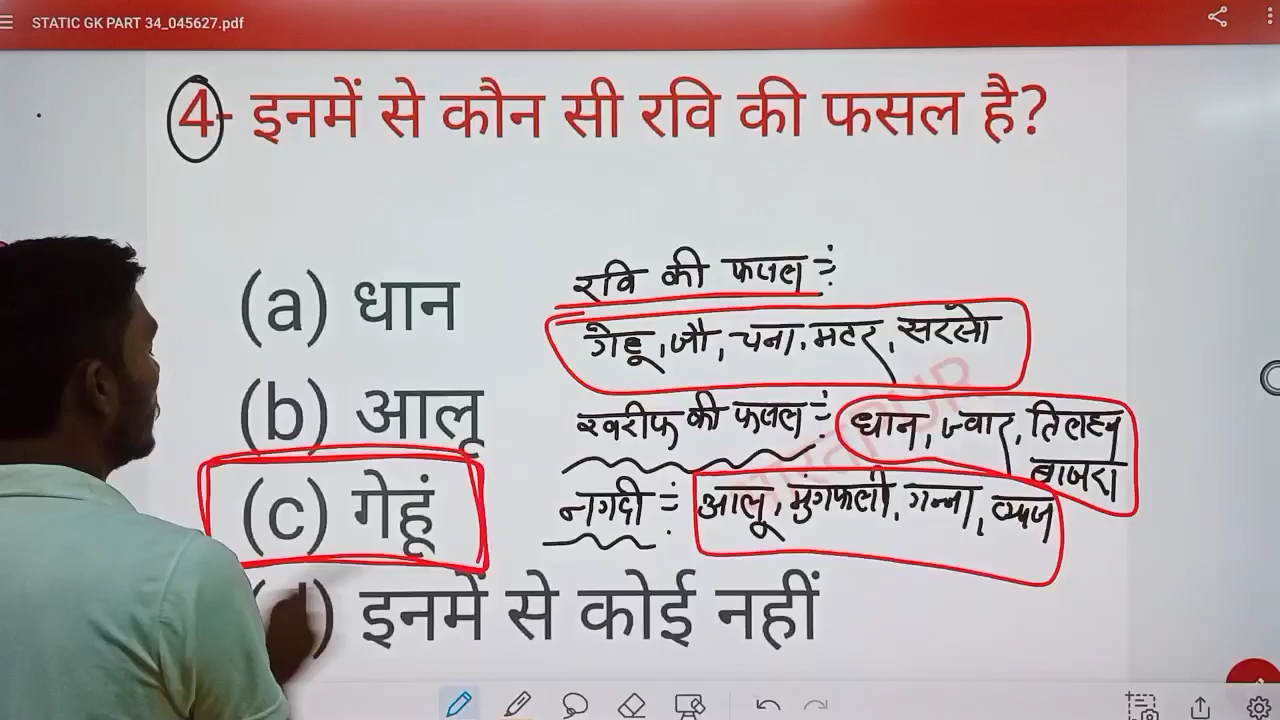 STATIC GK PART 34_045627.pdf
4- इनमें से कौन सी रवि की फसल है?
(a) धान
(b) आलू
(c) गेहूं
इनमें से कोई नहीं
रवि की फसल :-
गेहू, जौ, चना, मटर, सरसो
खरीफ की फसल :- धान, ज्वार, तिलहन
बाजरा
नगदी :- आलू, मुंगफली, गन्ना, प्याज